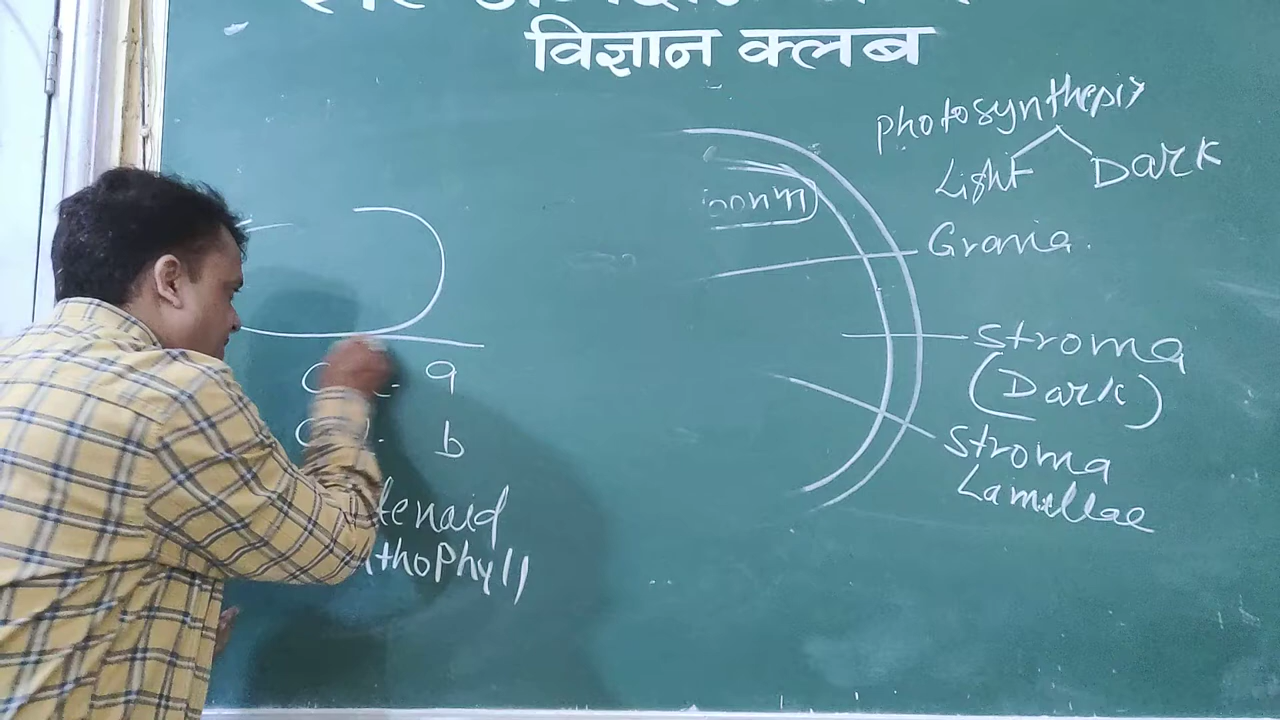 विज्ञान क्लब
photosynthesis
Light Dark
Grana.
Stroma
(Dark)
Stroma
Lamellae
a
b
tenaid
thophyll